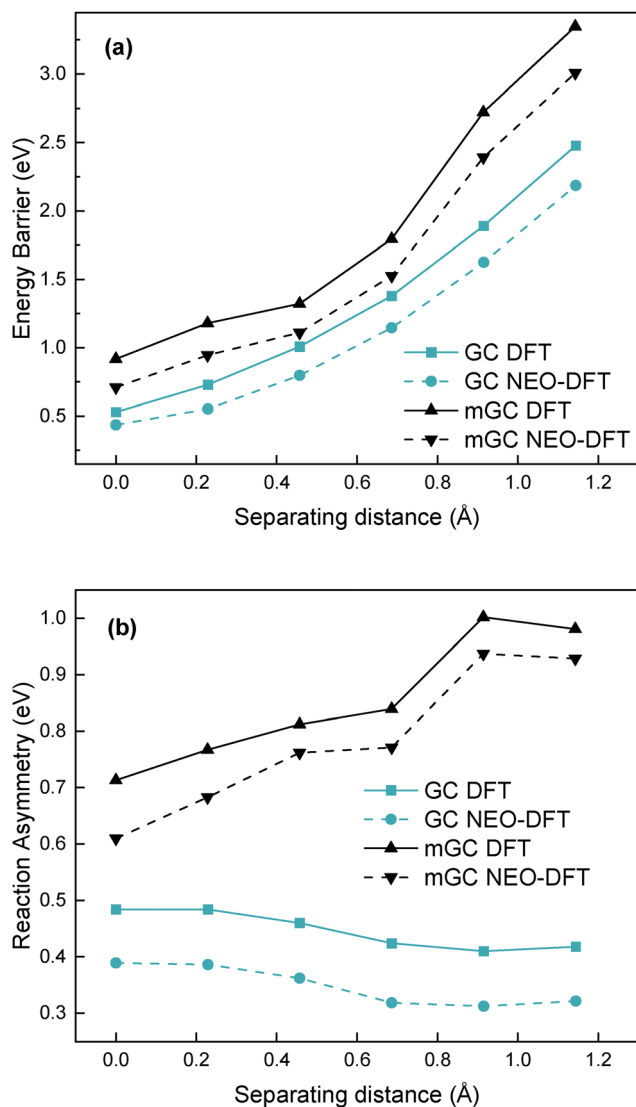 (a)
3.0
2.5
2.0
1.5
1.0
0.5
Energy Barrier (eV)
GC DFT
GC NEO-DFT
mGC DFT
mGC NEO-DFT
0.0 0.2 0.4 0.6 0.8 1.0 1.2
Separating distance (Å)
(b)
1.0
0.9
0.8
0.7
0.6
0.5
0.4
0.3
Reaction Asymmetry (eV)
GC DFT
GC NEO-DFT
mGC DFT
mGC NEO-DFT
0.0 0.2 0.4 0.6 0.8 1.0 1.2
Separating distance (Å)